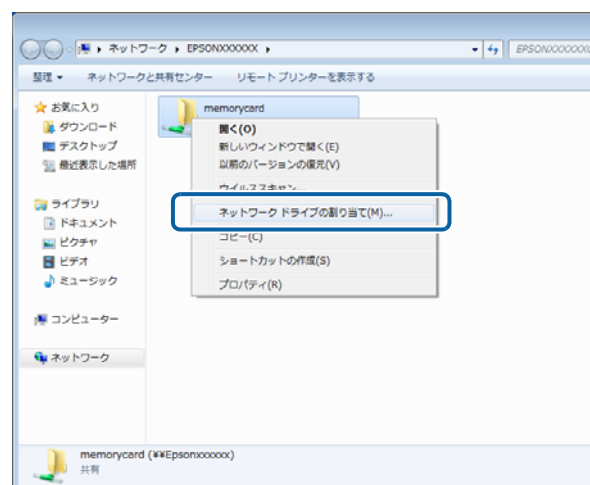 ネットワーク ▸ EPSONXXXXXX ▸
EPSONXXXXXX
整理 ▼ ネットワークと共有センター リモート プリンターを表示する
お気に入り
ダウンロード
デスクトップ
最近表示した場所
ライブラリ
ドキュメント
ピクチャ
ビデオ
ミュージック
コンピューター
ネットワーク
memorycard
開く(O)
新しいウィンドウで開く(E)
以前のバージョンの復元(V)
ウイルススキャン...
ネットワーク ドライブの割り当て(M)...
コピー(C)
ショートカットの作成(S)
プロパティ(R)
memorycard (¥¥Epsonxxxxxx)
共有